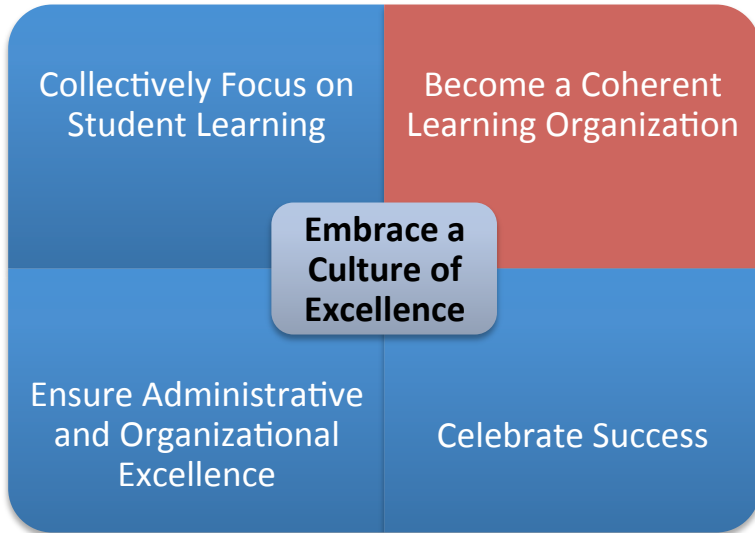 Collectively Focus on
Student Learning
Become a Coherent
Learning Organization
Embrace a
Culture of
Excellence
Ensure Administrative
and Organizational
Excellence
Celebrate Success